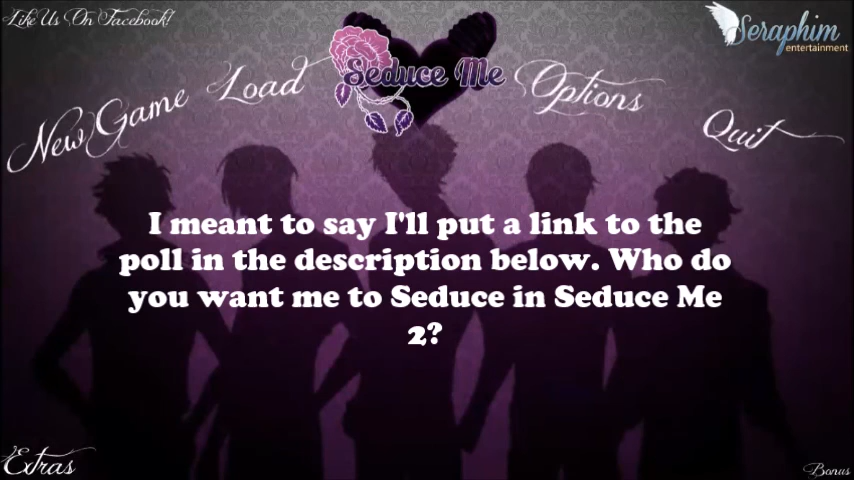 Like Us On Facebook!
Seraphim
entertainment
New Game
Load
Seduce Me
Options
Quit
I meant to say I'll put a link to the
poll in the description below. Who do
you want me to Seduce in Seduce Me
2?
Extras
Bonus